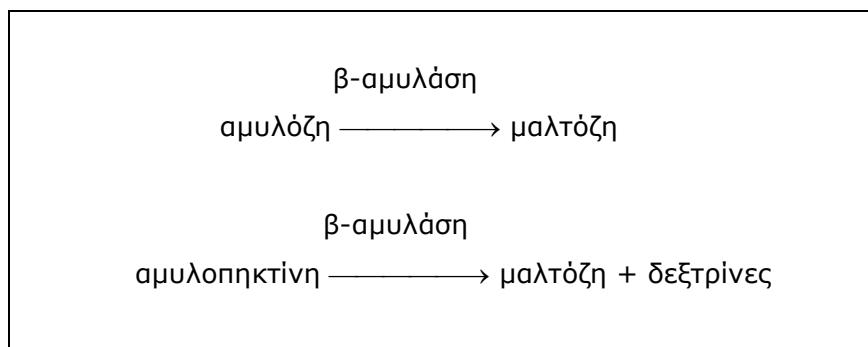 β-αμυλάση
αμυλόζη ⟶ μαλτόζη
β-αμυλάση
αμυλοπηκτίνη ⟶ μαλτόζη + δεξτρίνες